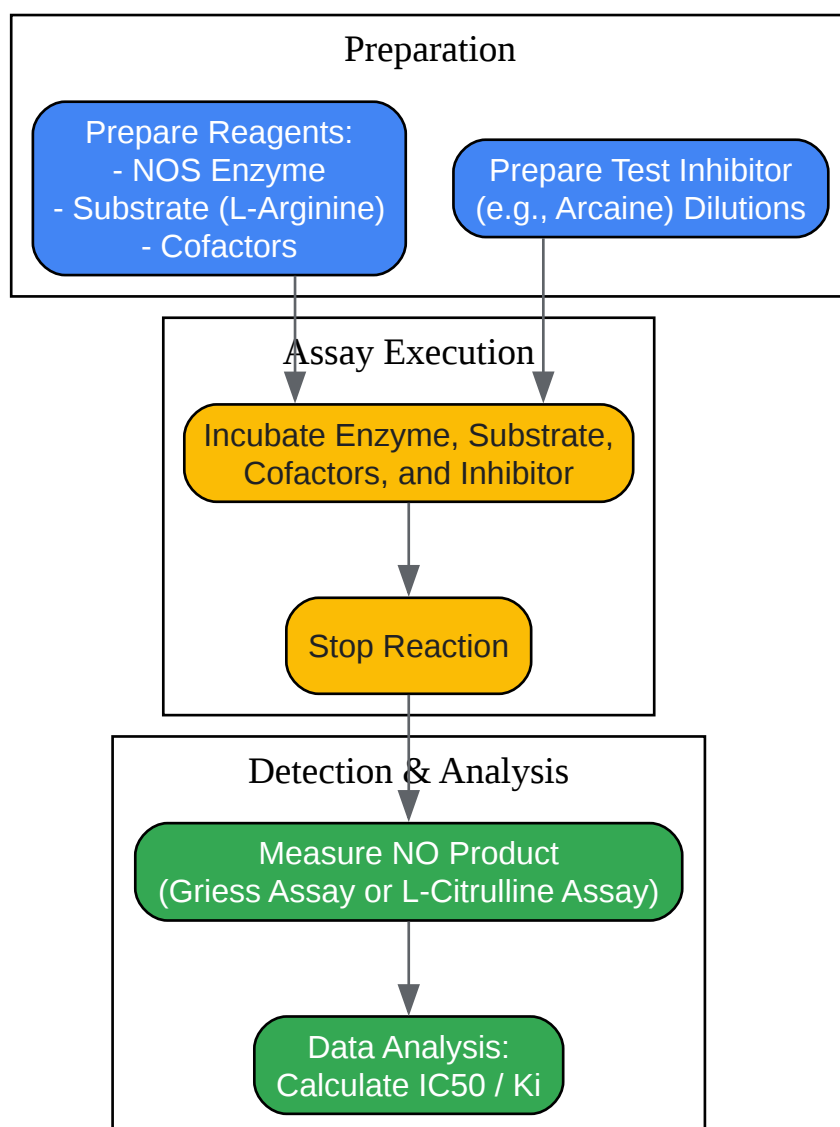 Preparation
Prepare Reagents:
- NOS Enzyme
- Substrate (L-Arginine)
- Cofactors
Prepare Test Inhibitor
(e.g., Arcaine) Dilutions
Assay Execution
Incubate Enzyme, Substrate,
Cofactors, and Inhibitor
Stop Reaction
Detection & Analysis
Measure NO Product
(Griess Assay or L-Citrulline Assay)
Data Analysis:
Calculate IC50 / Ki